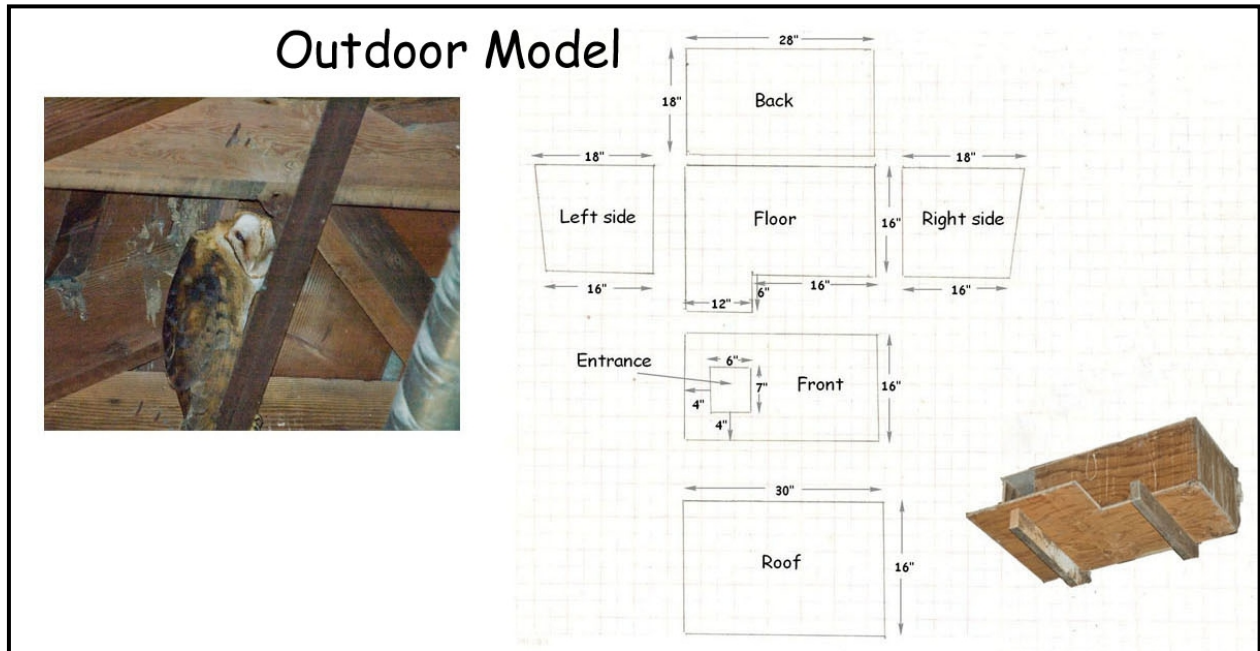 Outdoor Model
28"
18"
Back
18"
Left side
16"
Floor
16"
12"
6"
16"
18"
Right side
16"
Entrance
6"
7"
4"
4"
Front
16"
30"
Roof
16"